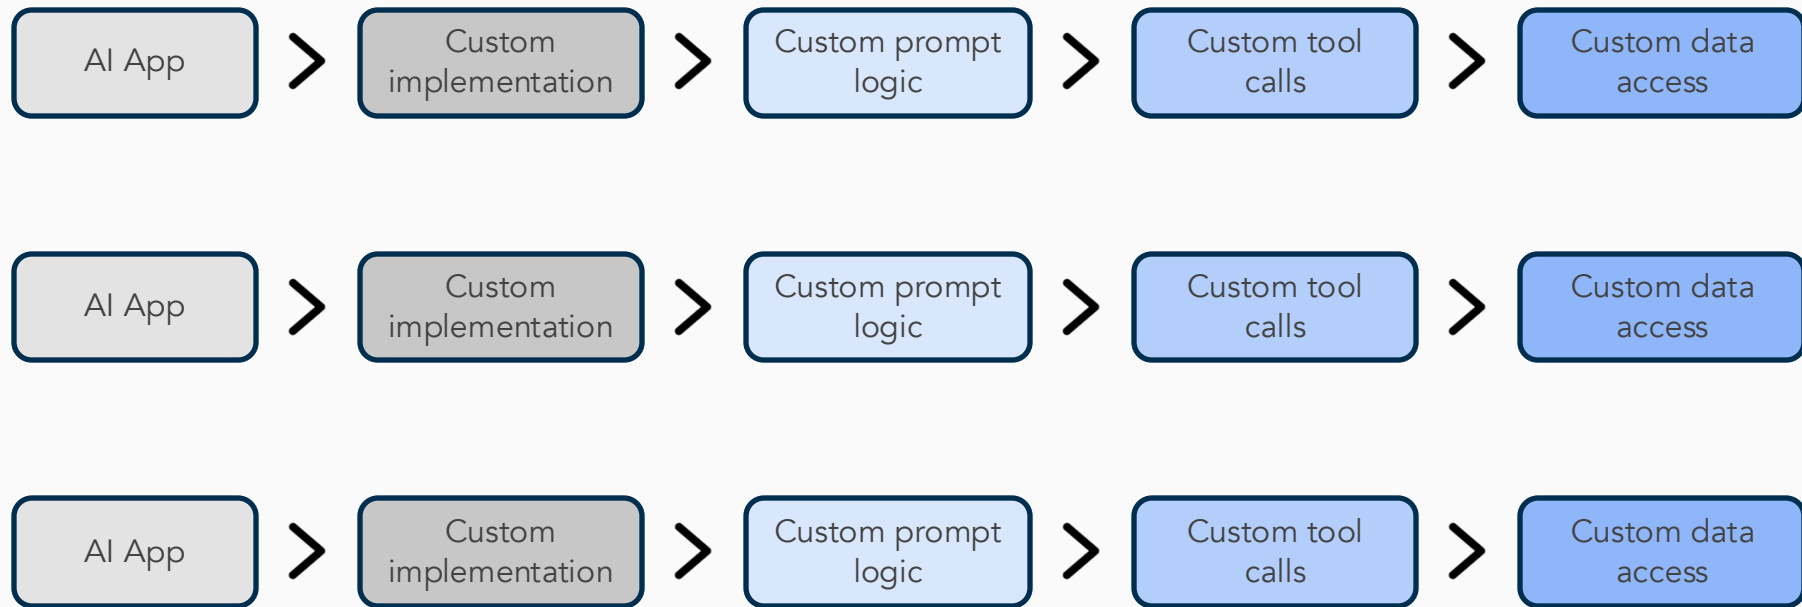 AI App
Custom
implementation
Custom prompt
logic
Custom tool
calls
Custom data
access
AI App
Custom
implementation
Custom prompt
logic
Custom tool
calls
Custom data
access
AI App
Custom
implementation
Custom prompt
logic
Custom tool
calls
Custom data
access